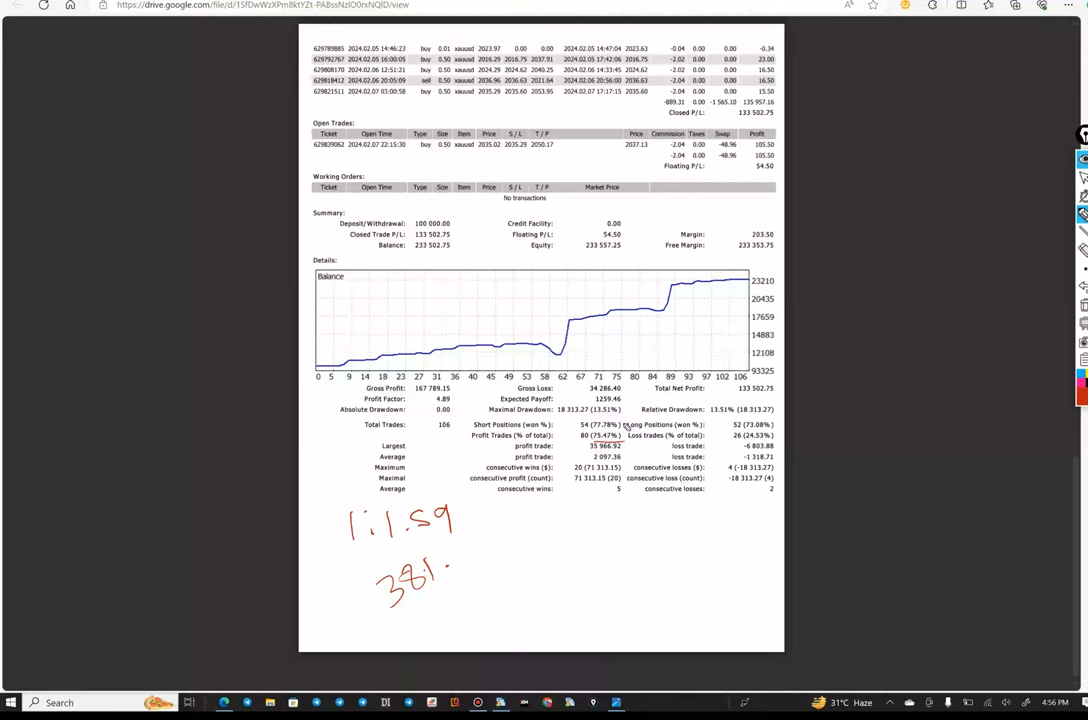 https://drive.google.com/file/d/1SfDwWzXPm8ktYZt-PABssNzlO0rxNQID/view
629789885 2024.02.05 14:46:23 buy 0.01 xauusd 2023.97 0.00 0.00 2024.02.05 14:47:04 2023.63 -0.04 0.00 0.00 -0.34
629792767 2024.02.05 16:00:05 buy 0.50 xauusd 2016.29 2016.75 2037.91 2024.02.05 17:42:06 2016.75 -2.02 0.00 0.00 23.00
629808170 2024.02.06 12:51:21 buy 0.50 xauusd 2024.29 2024.62 2040.25 2024.02.06 14:33:45 2024.62 -2.02 0.00 0.00 16.50
629818412 2024.02.06 20:05:09 sell 0.50 xauusd 2036.96 2036.63 2021.64 2024.02.06 20:56:00 2036.63 -2.04 0.00 0.00 16.50
629821511 2024.02.07 03:00:58 buy 0.50 xauusd 2035.29 2035.60 2053.95 2024.02.07 17:17:15 2035.60 -2.04 0.00 0.00 15.50
-889.31 0.00 -1 565.10 135 957.16
Closed P/L: 133 502.75
Open Trades:
Ticket Open Time Type Size Item Price S / L T / P Price Commission Taxes Swap Profit
629839062 2024.02.07 22:15:30 buy 0.50 xauusd 2035.02 2035.29 2050.17 2037.13 -2.04 0.00 -48.96 105.50
-2.04 0.00 -48.96 105.50
Floating P/L: 54.50
Working Orders:
Ticket Open Time Type Size Item Price S / L T / P Market Price
No transactions
Summary:
Deposit/Withdrawal: 100 000.00 Credit Facility: 0.00
Closed Trade P/L: 133 502.75 Floating P/L: 54.50 Margin: 203.50
Balance: 233 502.75 Equity: 233 557.25 Free Margin: 233 353.75
Details:
Balance
23210
20435
17659
14883
12108
93325
0 5 9 14 18 23 27 31 36 40 45 49 53 58 62 67 71 75 80 84 89 93 97 102 106
Gross Profit: 167 789.15 Gross Loss: 34 286.40 Total Net Profit: 133 502.75
Profit Factor: 4.89 Expected Payoff: 1259.46
Absolute Drawdown: 0.00 Maximal Drawdown: 18 313.27 (13.51%) Relative Drawdown: 13.51% (18 313.27)
Total Trades: 106 Short Positions (won %): 54 (77.78%) Long Positions (won %): 52 (73.08%)
Profit Trades (% of total): 80 (75.47%) Loss trades (% of total): 26 (24.53%)
Largest profit trade: 35 966.92 loss trade: -6 803.88
Average profit trade: 2 097.36 loss trade: -1 318.71
Maximum consecutive wins ($): 20 (71 313.15) consecutive losses ($): 4 (-18 313.27)
Maximal consecutive profit (count): 71 313.15 (20) consecutive loss (count): -18 313.27 (4)
Average consecutive wins: 5 consecutive losses: 2
1:1.59
38%
Search
31°C Haze
4:56 PM